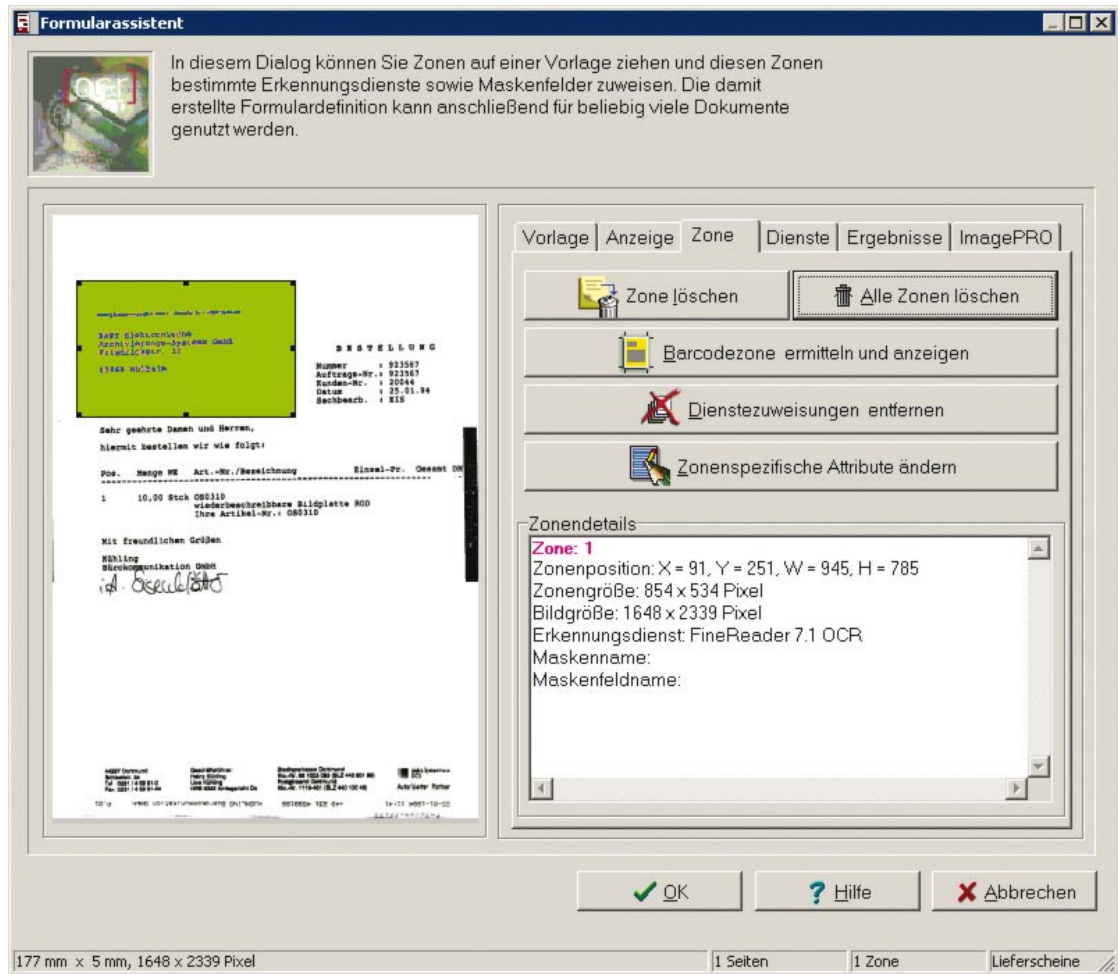 Formularassistent
[ocr]
In diesem Dialog können Sie Zonen auf einer Vorlage ziehen und diesen Zonen
bestimmte Erkennungsdienste sowie Maskenfelder zuweisen. Die damit
erstellte Formulardefinition kann anschließend für beliebig viele Dokumente
genutzt werden.
Archivierungs-Systeme GmbH
B E S T E L L U N G
Nummer : 923567
Auftrags-Nr.: 923567
Kunden-Nr. : 20044
Datum : 25.01.94
Sachbearb. : EIS
Sehr geehrte Damen und Herren,
hiermit bestellen wir wie folgt:
Pos. Menge ME Art.-Nr./Bezeichnung Einzel-Pr. Gesamt DM
1 10,00 Stck OS0310
wiederbeschreibbare Bildplatte ROD
Ihre Artikel-Nr.: OS0310
Mit freundlichen Grüßen
Bürokommunikation GmbH
Vorlage Anzeige Zone Dienste Ergebnisse ImagePRO
Zone löschen
Alle Zonen löschen
Barcodezone ermitteln und anzeigen
Dienstezuweisungen entfernen
Zonenspezifische Attribute ändern
Zonendetails
Zone: 1
Zonenposition: X = 91, Y = 251, W = 945, H = 785
Zonengröße: 854 x 534 Pixel
Bildgröße: 1648 x 2339 Pixel
Erkennungsdienst: FineReader 7.1 OCR
Maskenname:
Maskenfeldname:
OK
Hilfe
Abbrechen
177 mm x 5 mm, 1648 x 2339 Pixel
1 Seiten
1 Zone
Lieferscheine